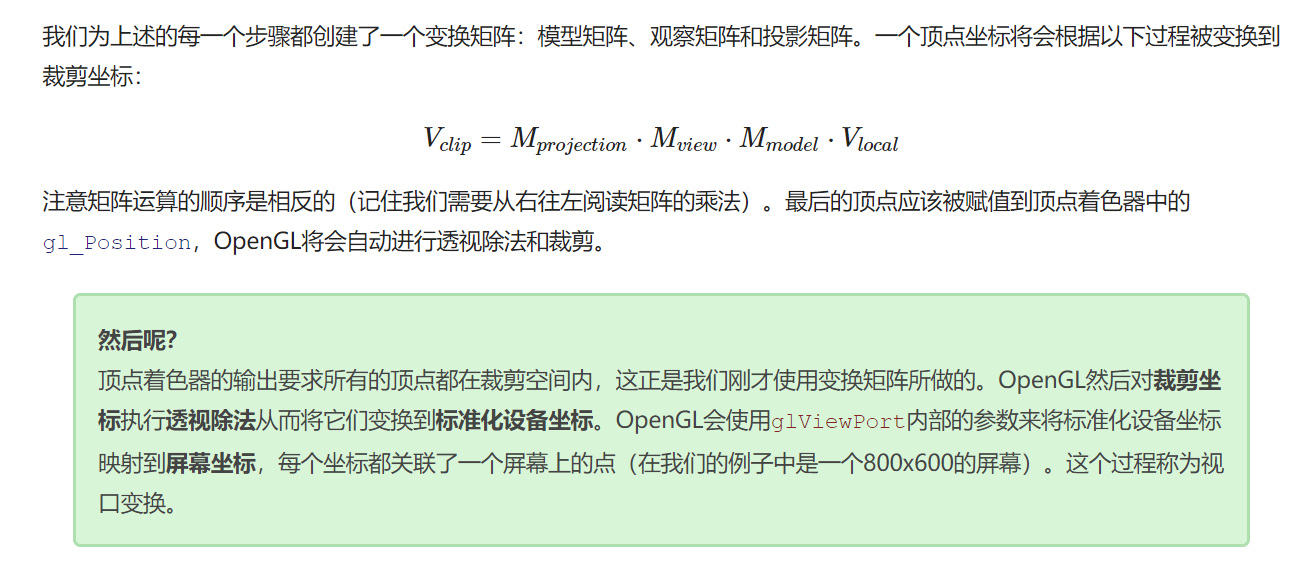 我们为上述的每一个步骤都创建了一个变换矩阵：模型矩阵、观察矩阵和投影矩阵。一个顶点坐标将会根据以下过程被变换到
裁剪坐标：
V_{clip} = M_{projection} · M_{view} · M_{model} · V_{local}
注意矩阵运算的顺序是相反的（记住我们需要从右往左阅读矩阵的乘法）。最后的顶点应该被赋值到顶点着色器中的
gl_Position，OpenGL将会自动进行透视除法和裁剪。
然后呢？
顶点着色器的输出要求所有的顶点都在裁剪空间内，这正是我们刚才使用变换矩阵所做的。OpenGL然后对裁剪坐
标执行透视除法从而将它们变换到标准化设备坐标。OpenGL会使用glViewPort内部的参数来将标准化设备坐标
映射到屏幕坐标，每个坐标都关联了一个屏幕上的点（在我们的例子中是一个800x600的屏幕）。这个过程称为视
口变换。